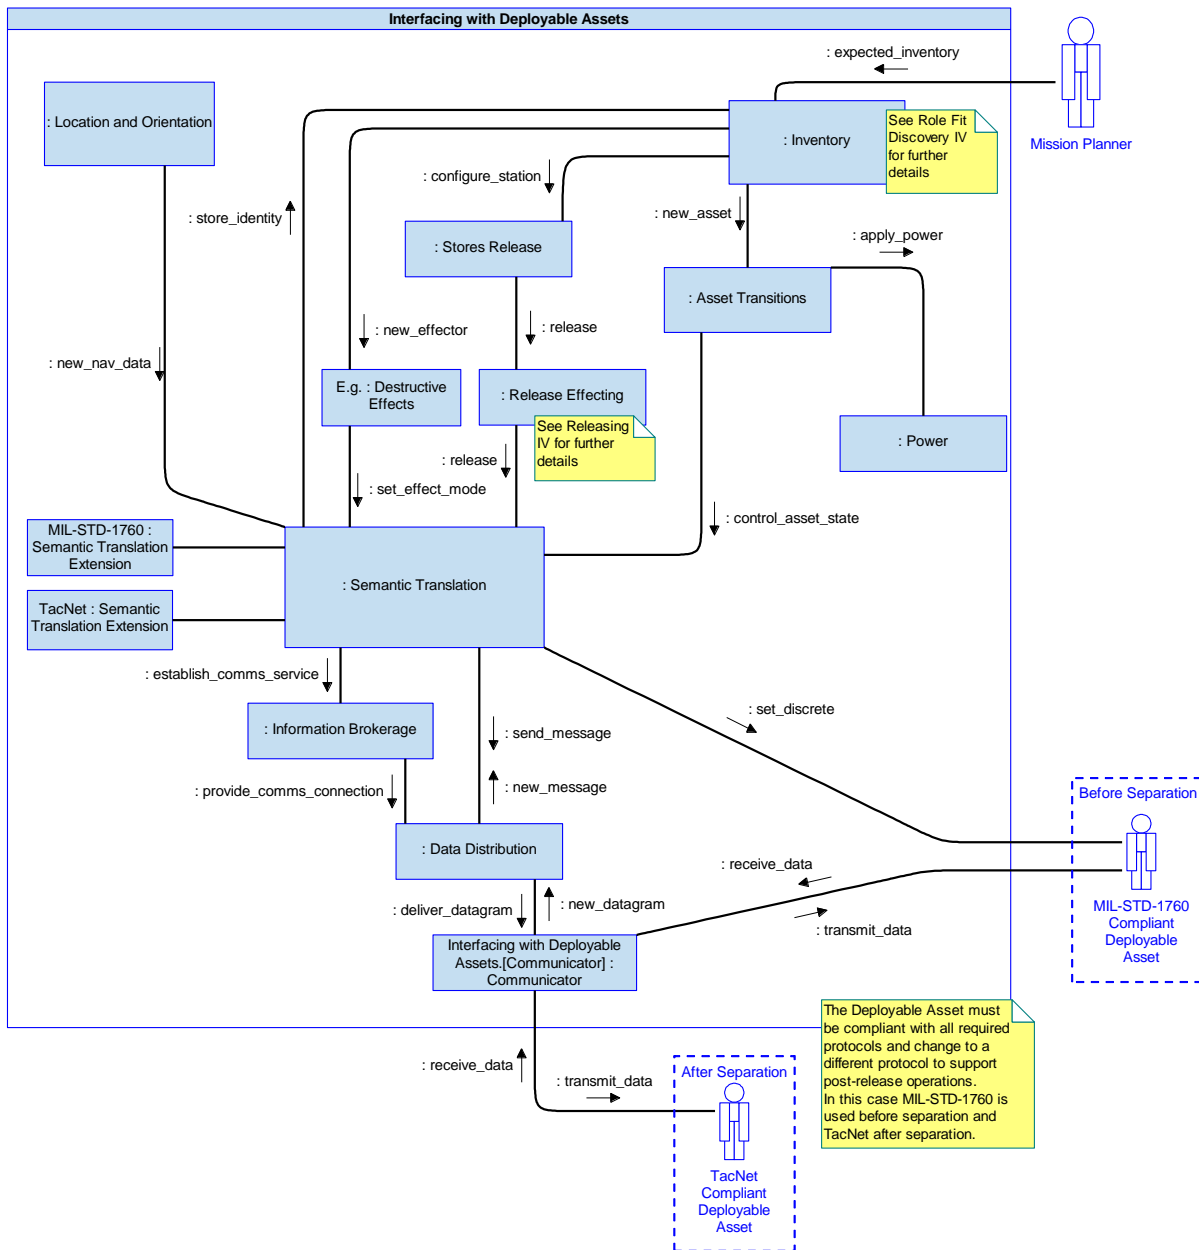 Interfacing with Deployable Assets
: expected_inventory
Mission Planner
: Location and Orientation
: Inventory
See Role Fit
Discovery IV
for further
details
: configure_station
: store_identity
: new_asset
: apply_power
: Stores Release
: Asset Transitions
: new_effector
: release
: new_nav_data
E.g. : Destructive
Effects
: Release Effecting
See Releasing
IV for further
details
: Power
: release
: set_effect_mode
: control_asset_state
MIL-STD-1760 :
Semantic Translation
Extension
TacNet : Semantic
Translation Extension
: Semantic Translation
: establish_comms_service
: set_discrete
: Information Brokerage
: send_message
: new_message
: provide_comms_connection
Before Separation
: Data Distribution
: receive_data
: deliver_datagram
: new_datagram
: transmit_data
MIL-STD-1760
Compliant
Deployable
Asset
Interfacing with Deployable
Assets.[Communicator] :
Communicator
The Deployable Asset must
be compliant with all required
protocols and change to a
different protocol to support
post-release operations.
In this case MIL-STD-1760 is
used before separation and
TacNet after separation.
: receive_data
: transmit_data
After Separation
TacNet
Compliant
Deployable
Asset